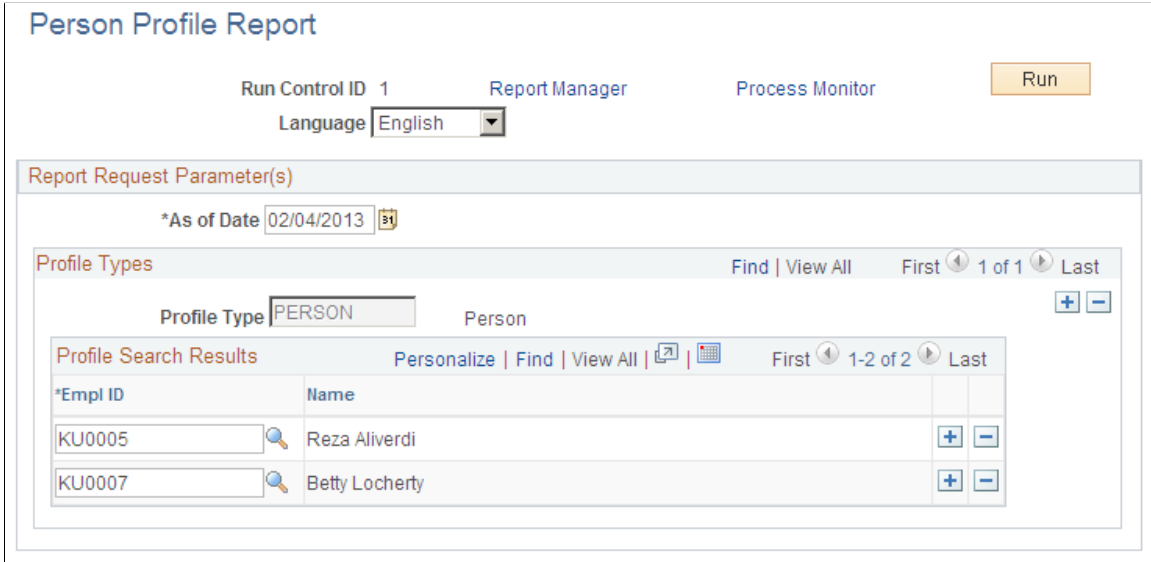 Person Profile Report
Run Control ID 1 Report Manager Process Monitor Run
Language English
Report Request Parameter(s)
*As of Date 02/04/2013 31
Profile Types Find | View All First 1 of 1 Last
Profile Type PERSON Person
Profile Search Results Personalize | Find | View All | | First 1-2 of 2 Last
*Empl ID Name
KU0005 Reza Aliverdi
KU0007 Betty Locherty